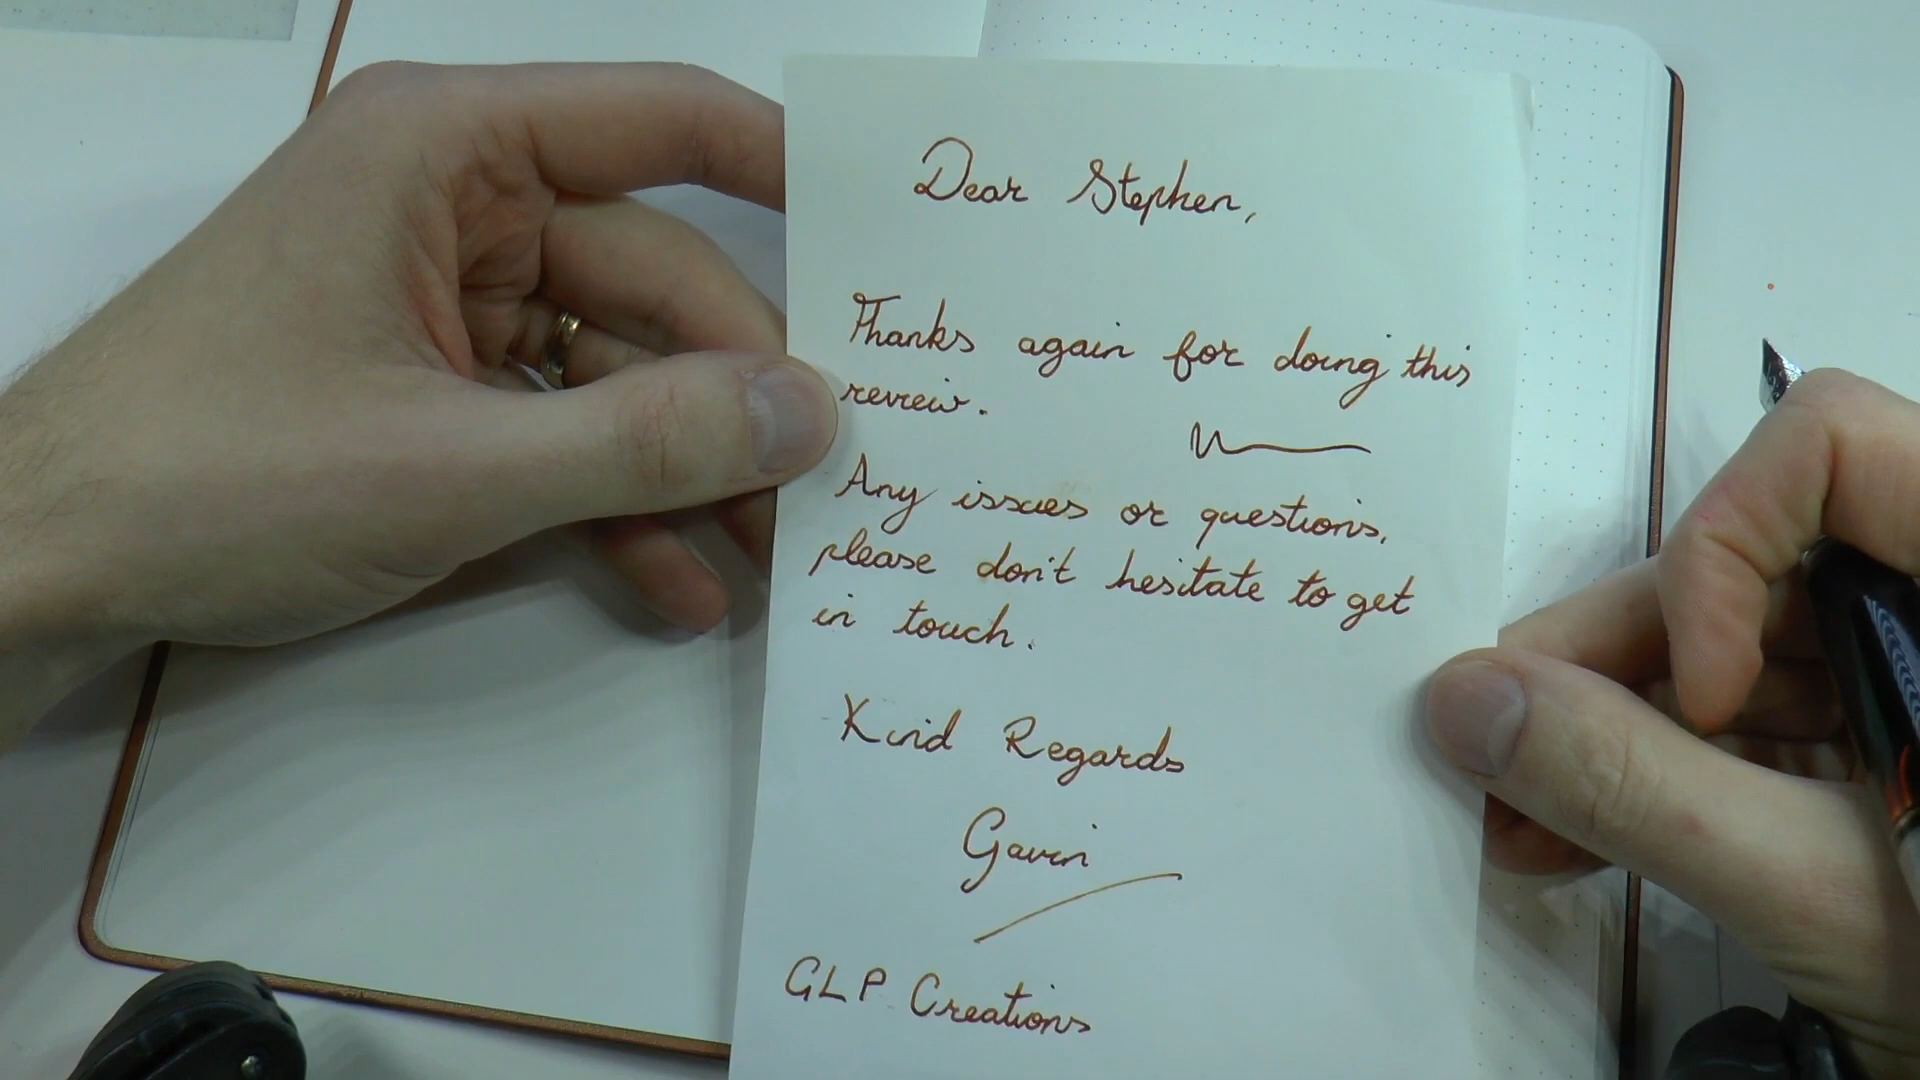 Dear Stephen,
Thanks again for doing this
review.
Any issues or questions,
please don't hesitate to get
in touch.
Kind Regards
Gavin
GLP Creations